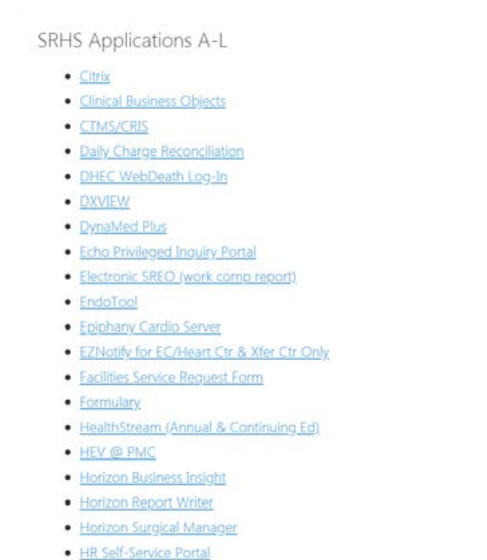 SRHS Applications A-L
Citrix
Clinical Business Objects
CTMS/CRIS
Daily Charge Reconciliation
DHEC WebDeath Log-In
DXVIEW
DynaMed Plus
Echo Privileged Inquiry Portal
Electronic SREO (work comp report)
EndoTool
Epiphany Cardio Server
EZNotify for EC/Heart Ctr & Xfer Ctr Only
Facilities Service Request Form
Formulary
HealthStream (Annual & Continuing Ed)
HEV @ PMC
Horizon Business Insight
Horizon Report Writer
Horizon Surgical Manager
HR Self-Service Portal